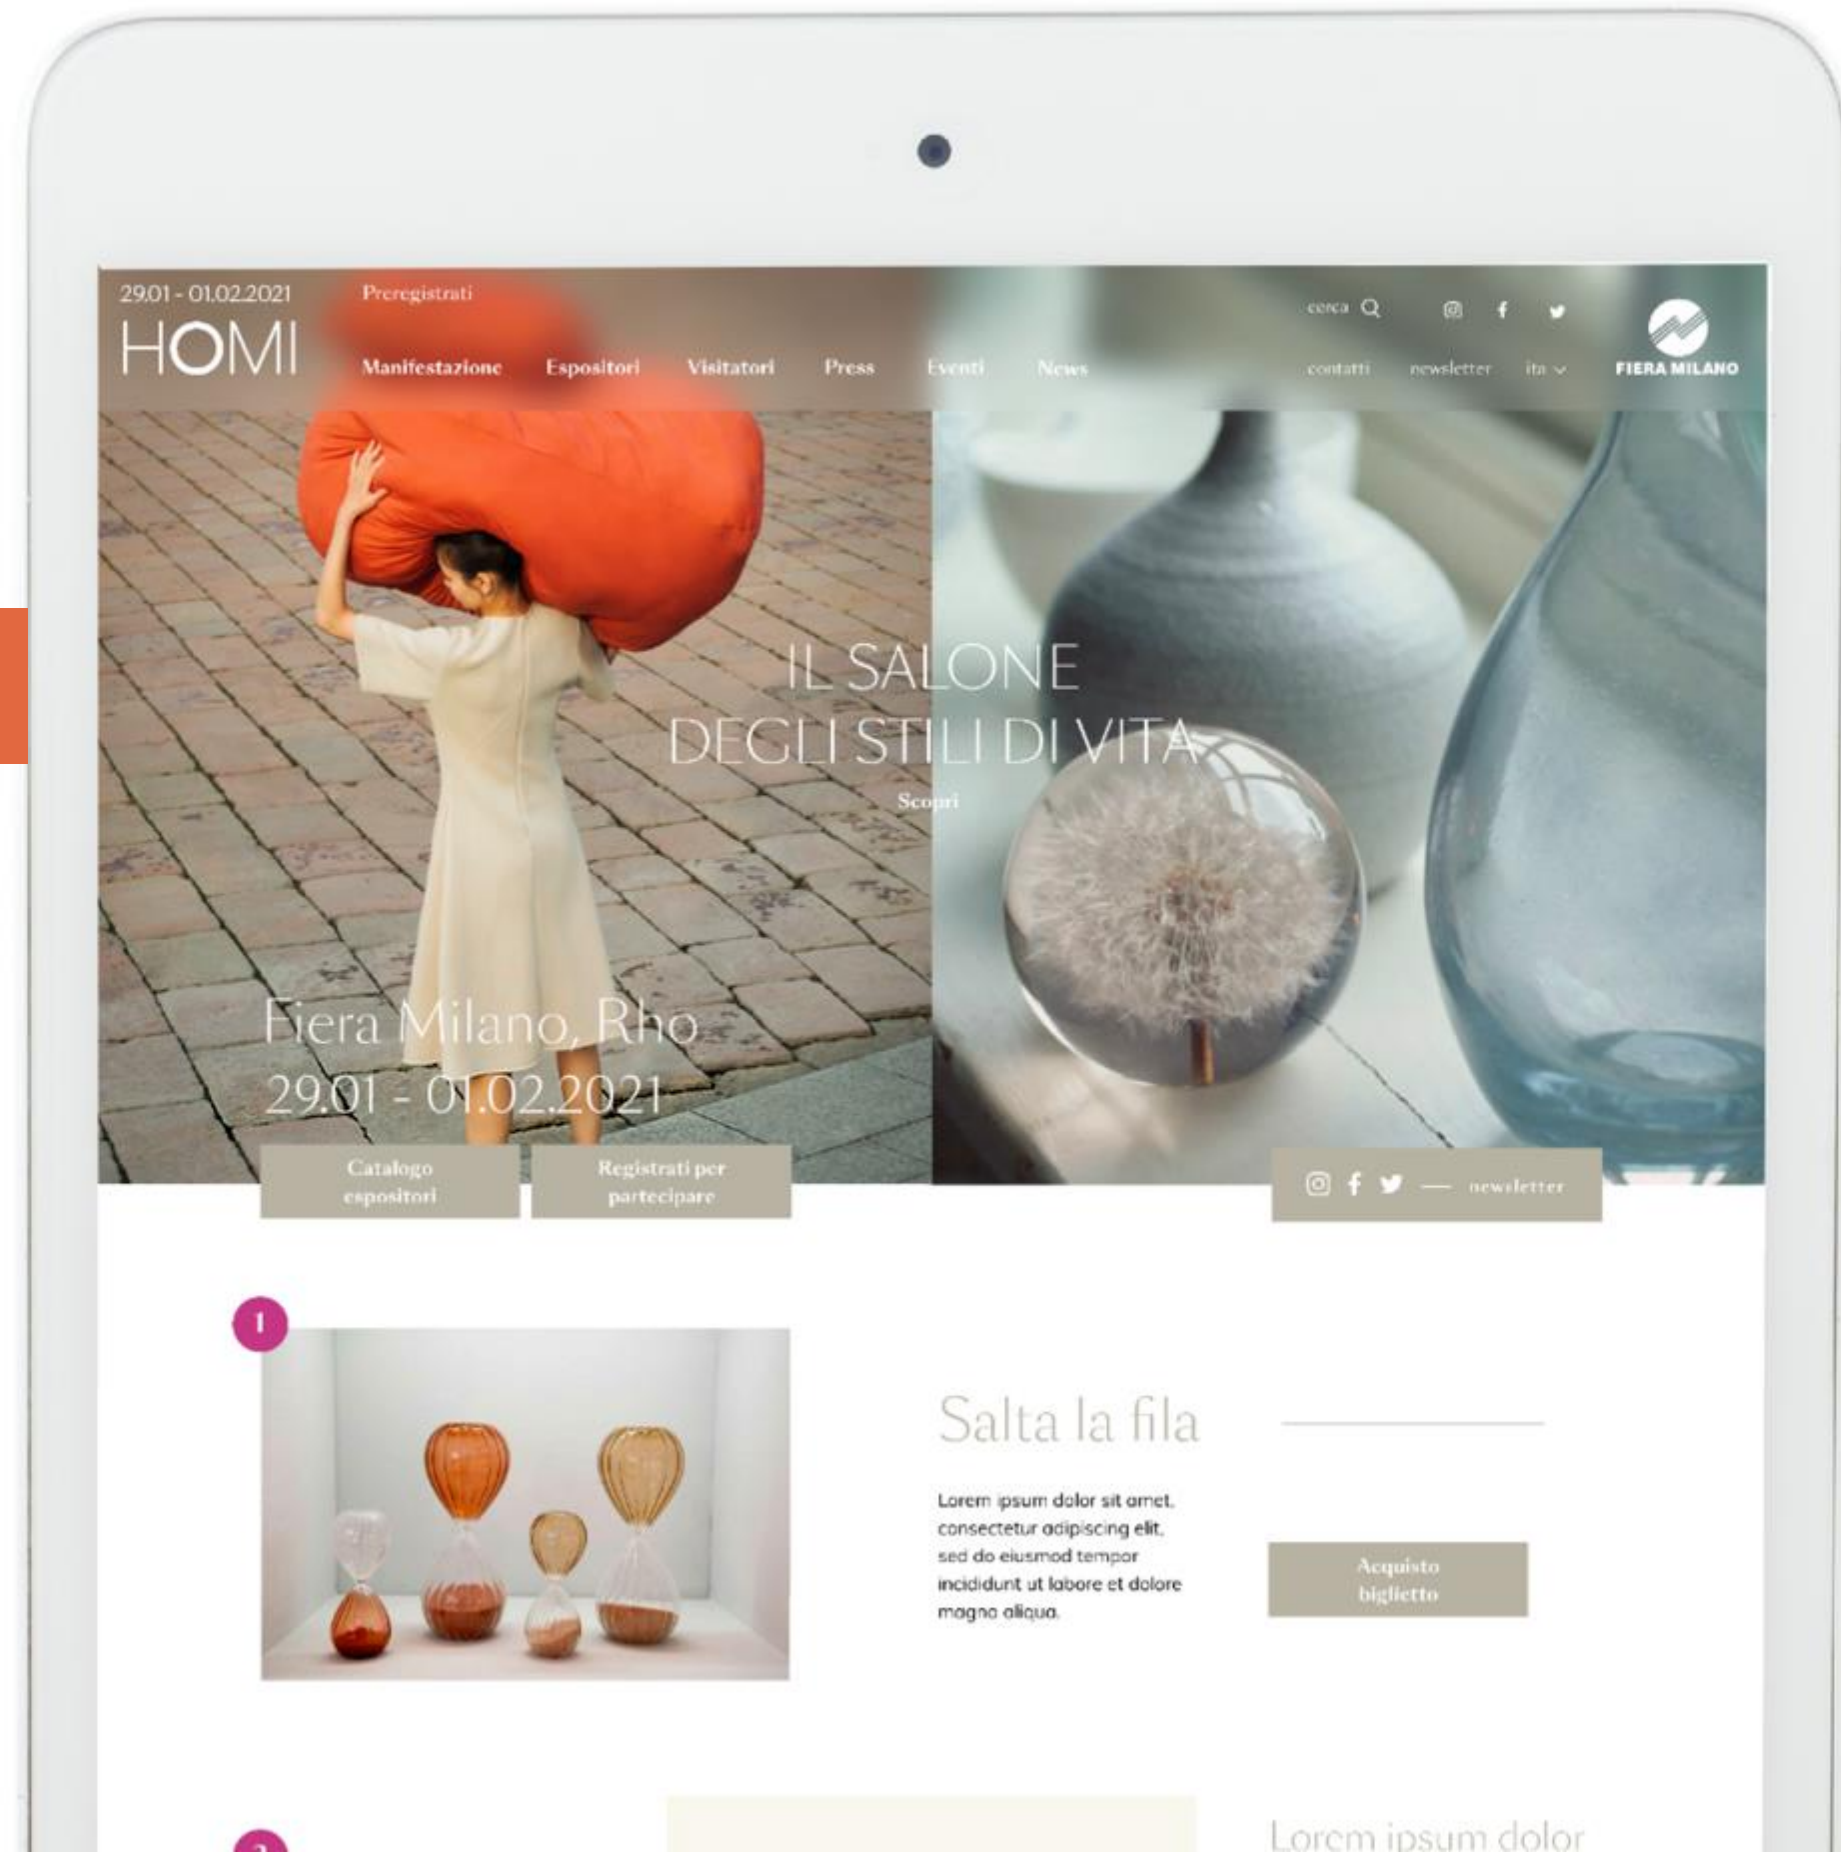 29.01 - 01.02.2021
HOMI
Preregistrati
Manifestazione Espositori Visitatori Press Eventi News
cerca
contatti newsletter ita
FIERA MILANO
IL SALONE
DEGLI STILI DI VITA
Scopri
Fiera Milano, Rho
29.01 - 01.02.2021
Catalogo
espositori
Registrati per
partecipare
newsletter
1
Salta la fila
Lorem ipsum dolor sit amet,
consectetur adipiscing elit,
sed do eiusmod tempor
incididunt ut labore et dolore
magna aliqua.
Acquisto
biglietto
2
Lorem ipsum dolor